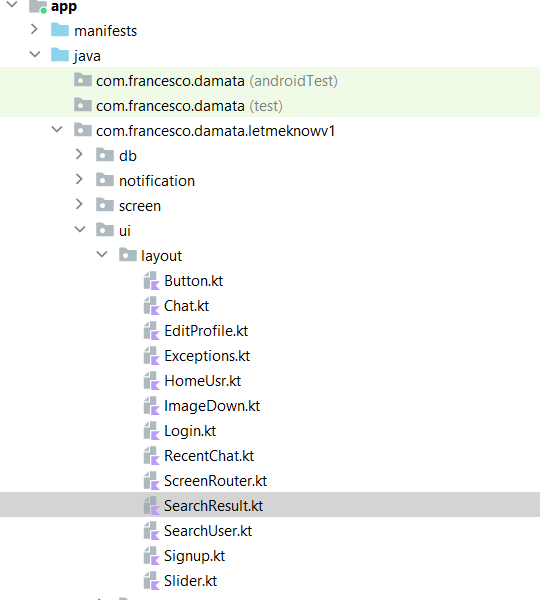 app
manifests
java
com.francesco.damata (androidTest)
com.francesco.damata (test)
com.francesco.damata.letmeknowv1
db
notification
screen
ui
layout
Button.kt
Chat.kt
EditProfile.kt
Exceptions.kt
HomeUsr.kt
ImageDown.kt
Login.kt
RecentChat.kt
ScreenRouter.kt
SearchResult.kt
SearchUser.kt
Signup.kt
Slider.kt